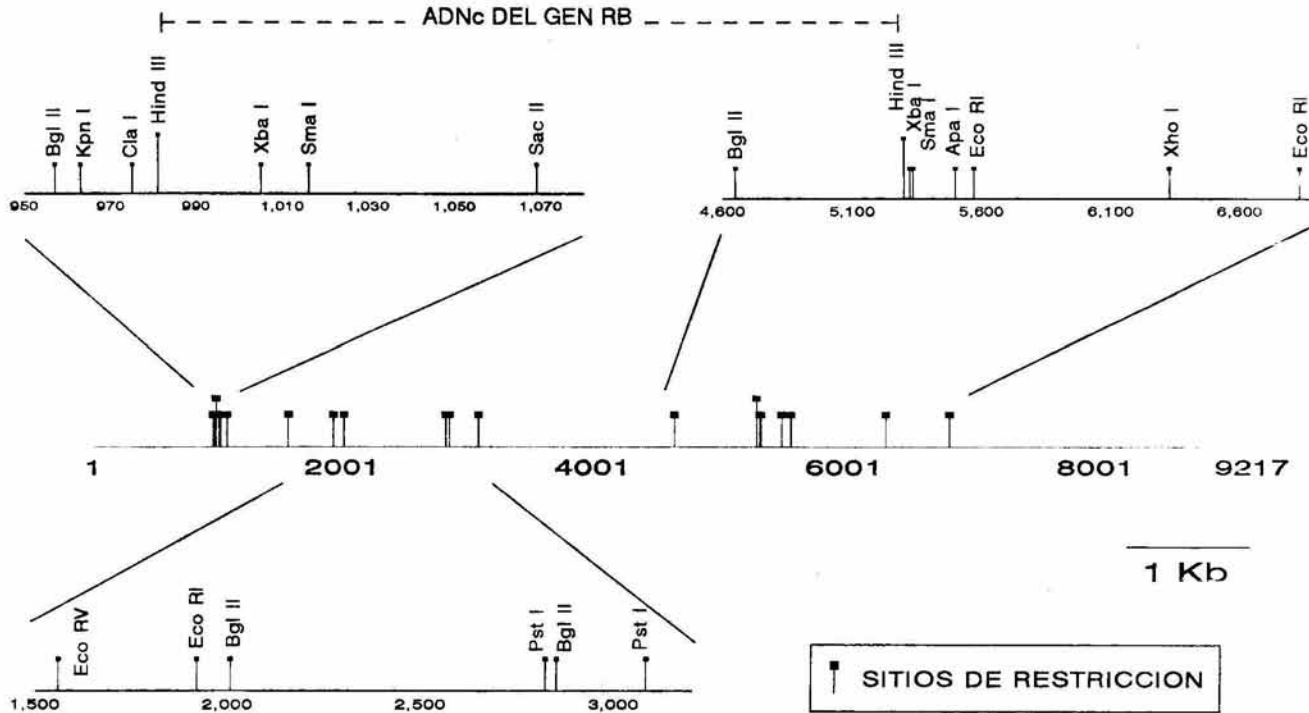 ADNc DEL GEN RB
Bgl II
Kpn I
Cla I
Hind III
Xba I
Sma I
Sac II
950 970 990 1,010 1,030 1,050 1,070
Bgl II
Hind III
Xba I
Sma I
Apa I
Eco RI
Xho I
Eco RI
4,600 5,100 5,600 6,100 6,600
1 2001 4001 6001 8001 9217
1 Kb
Eco RV
Eco RI
Bgl II
Pst I
Bgl II
Pst I
1,500 2,000 2,500 3,000
SITIOS DE RESTRICCION